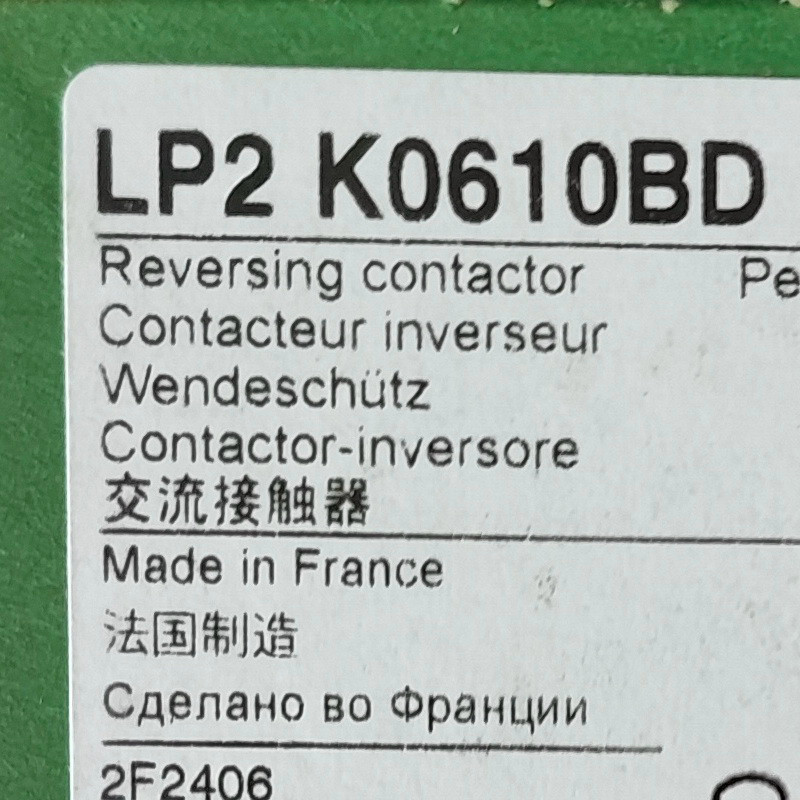 LP2 K0610BD
Reversing contactor Pe
Contacteur inverseur
Wendeschütz
Contactor-inversore
交流接触器
Made in France
法国制造
Сделано во Франции
2F2406